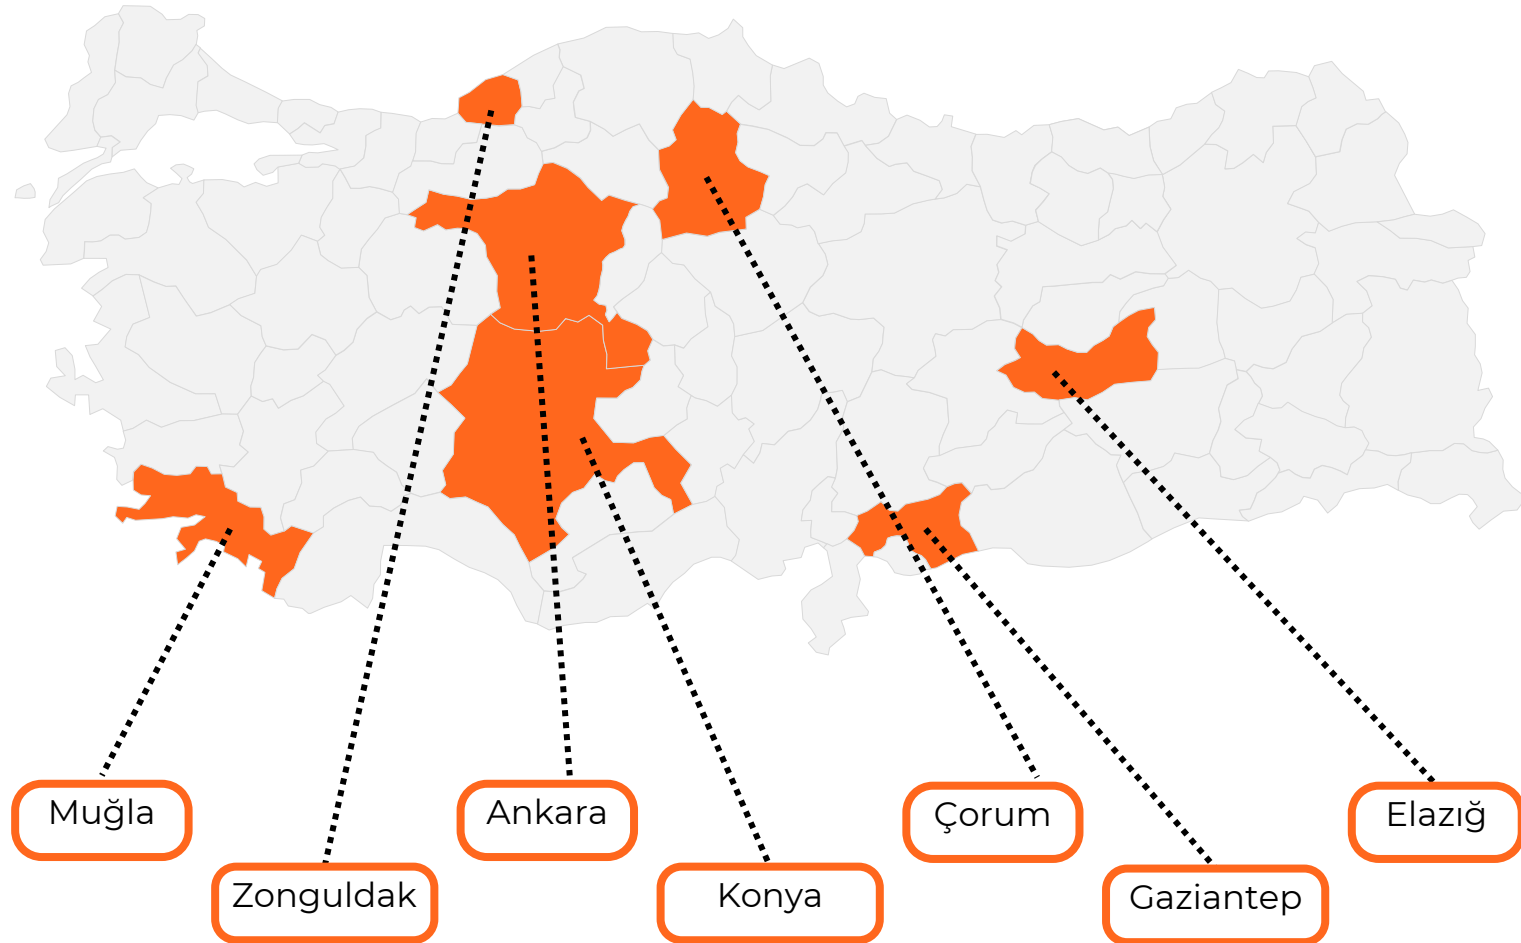 Muğla
Ankara
Çorum
Elazığ
Zonguldak
Konya
Gaziantep